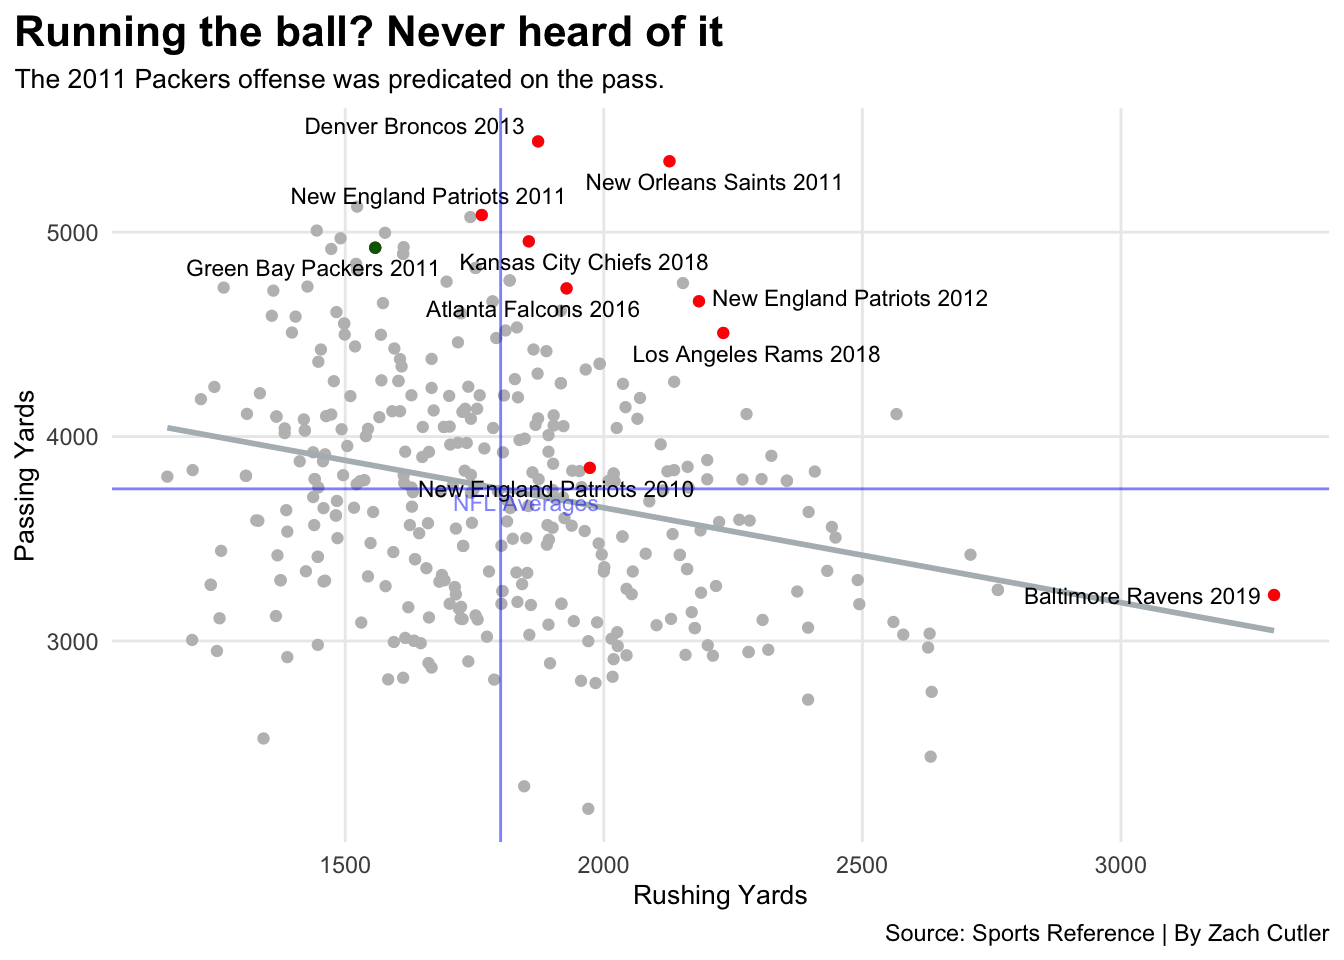 Running the ball? Never heard of it
The 2011 Packers offense was predicated on the pass.
Denver Broncos 2013
New Orleans Saints 2011
New England Patriots 2011
5000
Green Bay Packers 2011
Kansas City Chiefs 2018
New England Patriots 2012
Atlanta Falcons 2016
Los Angeles Rams 2018
Passing Yards
4000
New England Patriots 2010
NFL Averages
Baltimore Ravens 2019
3000
1500 2000 2500 3000
Rushing Yards
Source: Sports Reference | By Zach Cutler